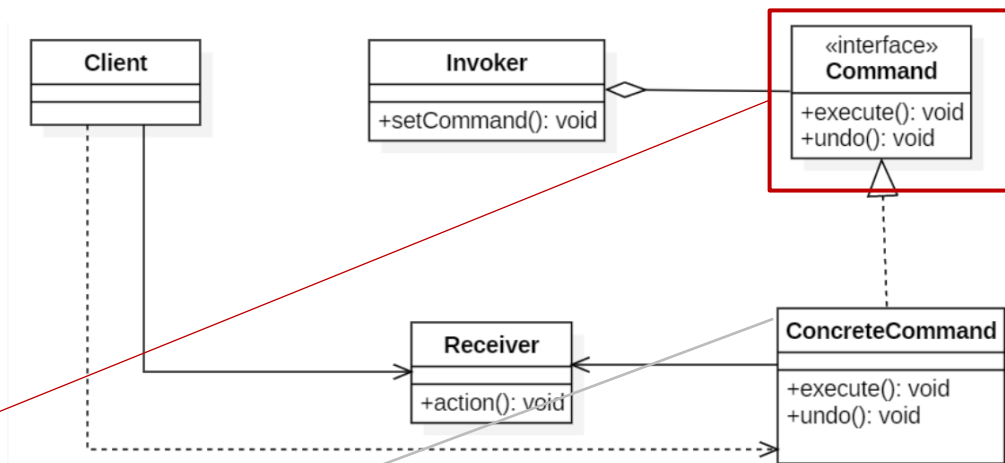 Client
Invoker
+setCommand(): void
«interface»
Command
+execute(): void
+undo(): void
Receiver
+action(): void
ConcreteCommand
+execute(): void
+undo(): void